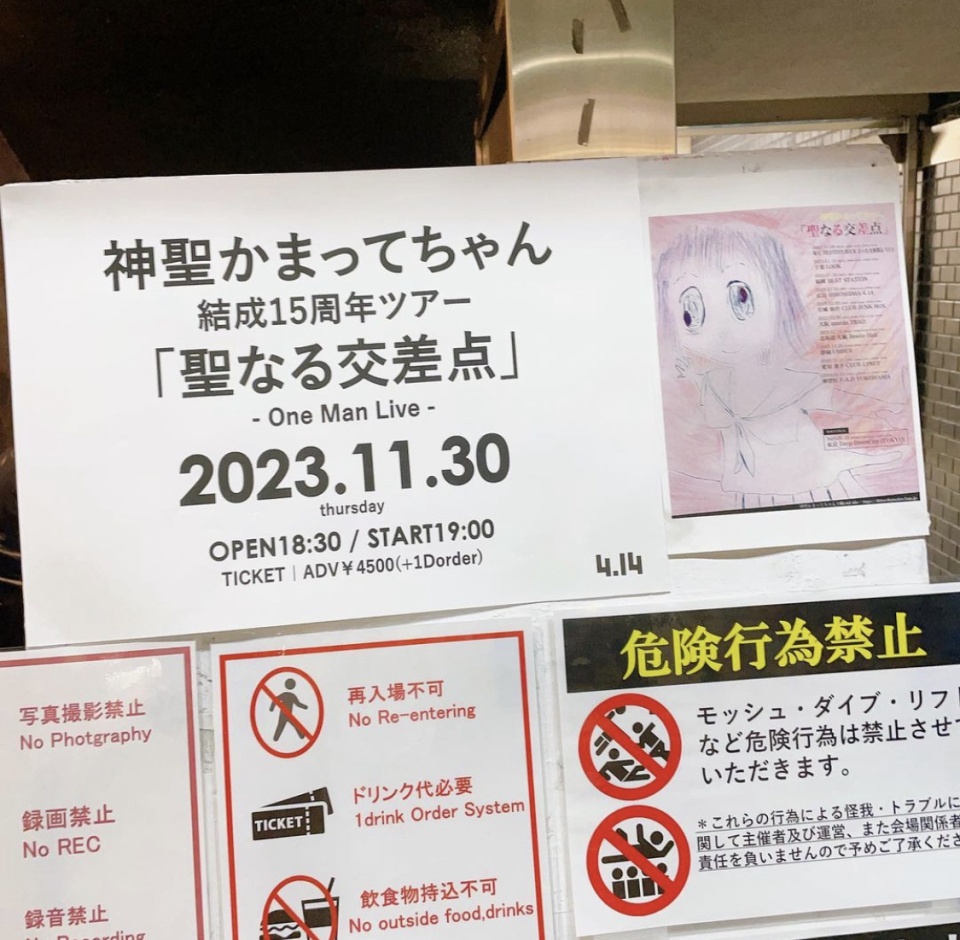 神聖かまってちゃん
結成15周年ツアー
「聖なる交差点」
- One Man Live -
2023.11.30
thursday
OPEN18:30 / START19:00
TICKET｜ADV￥4500(+1Dorder)
4.14
「聖なる交差点」
写真撮影禁止
No Photgraphy
録画禁止
No REC
録音禁止
No Recording
再入場不可
No Re-entering
TICKET
ドリンク代必要
1drink Order System
飲食物持込不可
No outside food,drinks
危険行為禁止
モッシュ・ダイブ・リフト
など危険行為は禁止させて
いただきます。
＊これらの行為による怪我・トラブルに
関して主催者及び運営、また会場関係者
責任を負いませんので予めご了承くださ